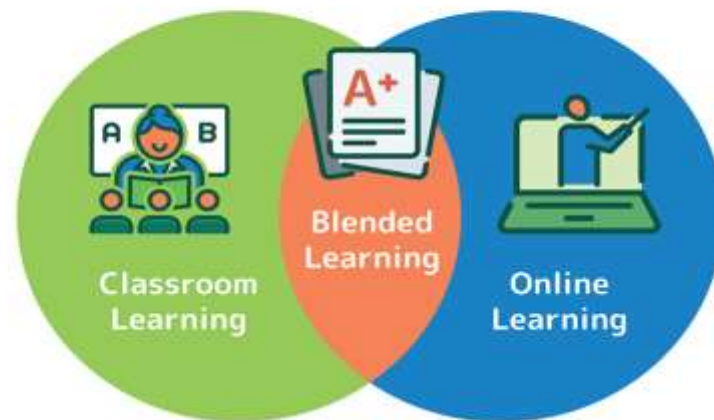 A B
A+
Blended
Learning
Classroom
Learning
Online
Learning